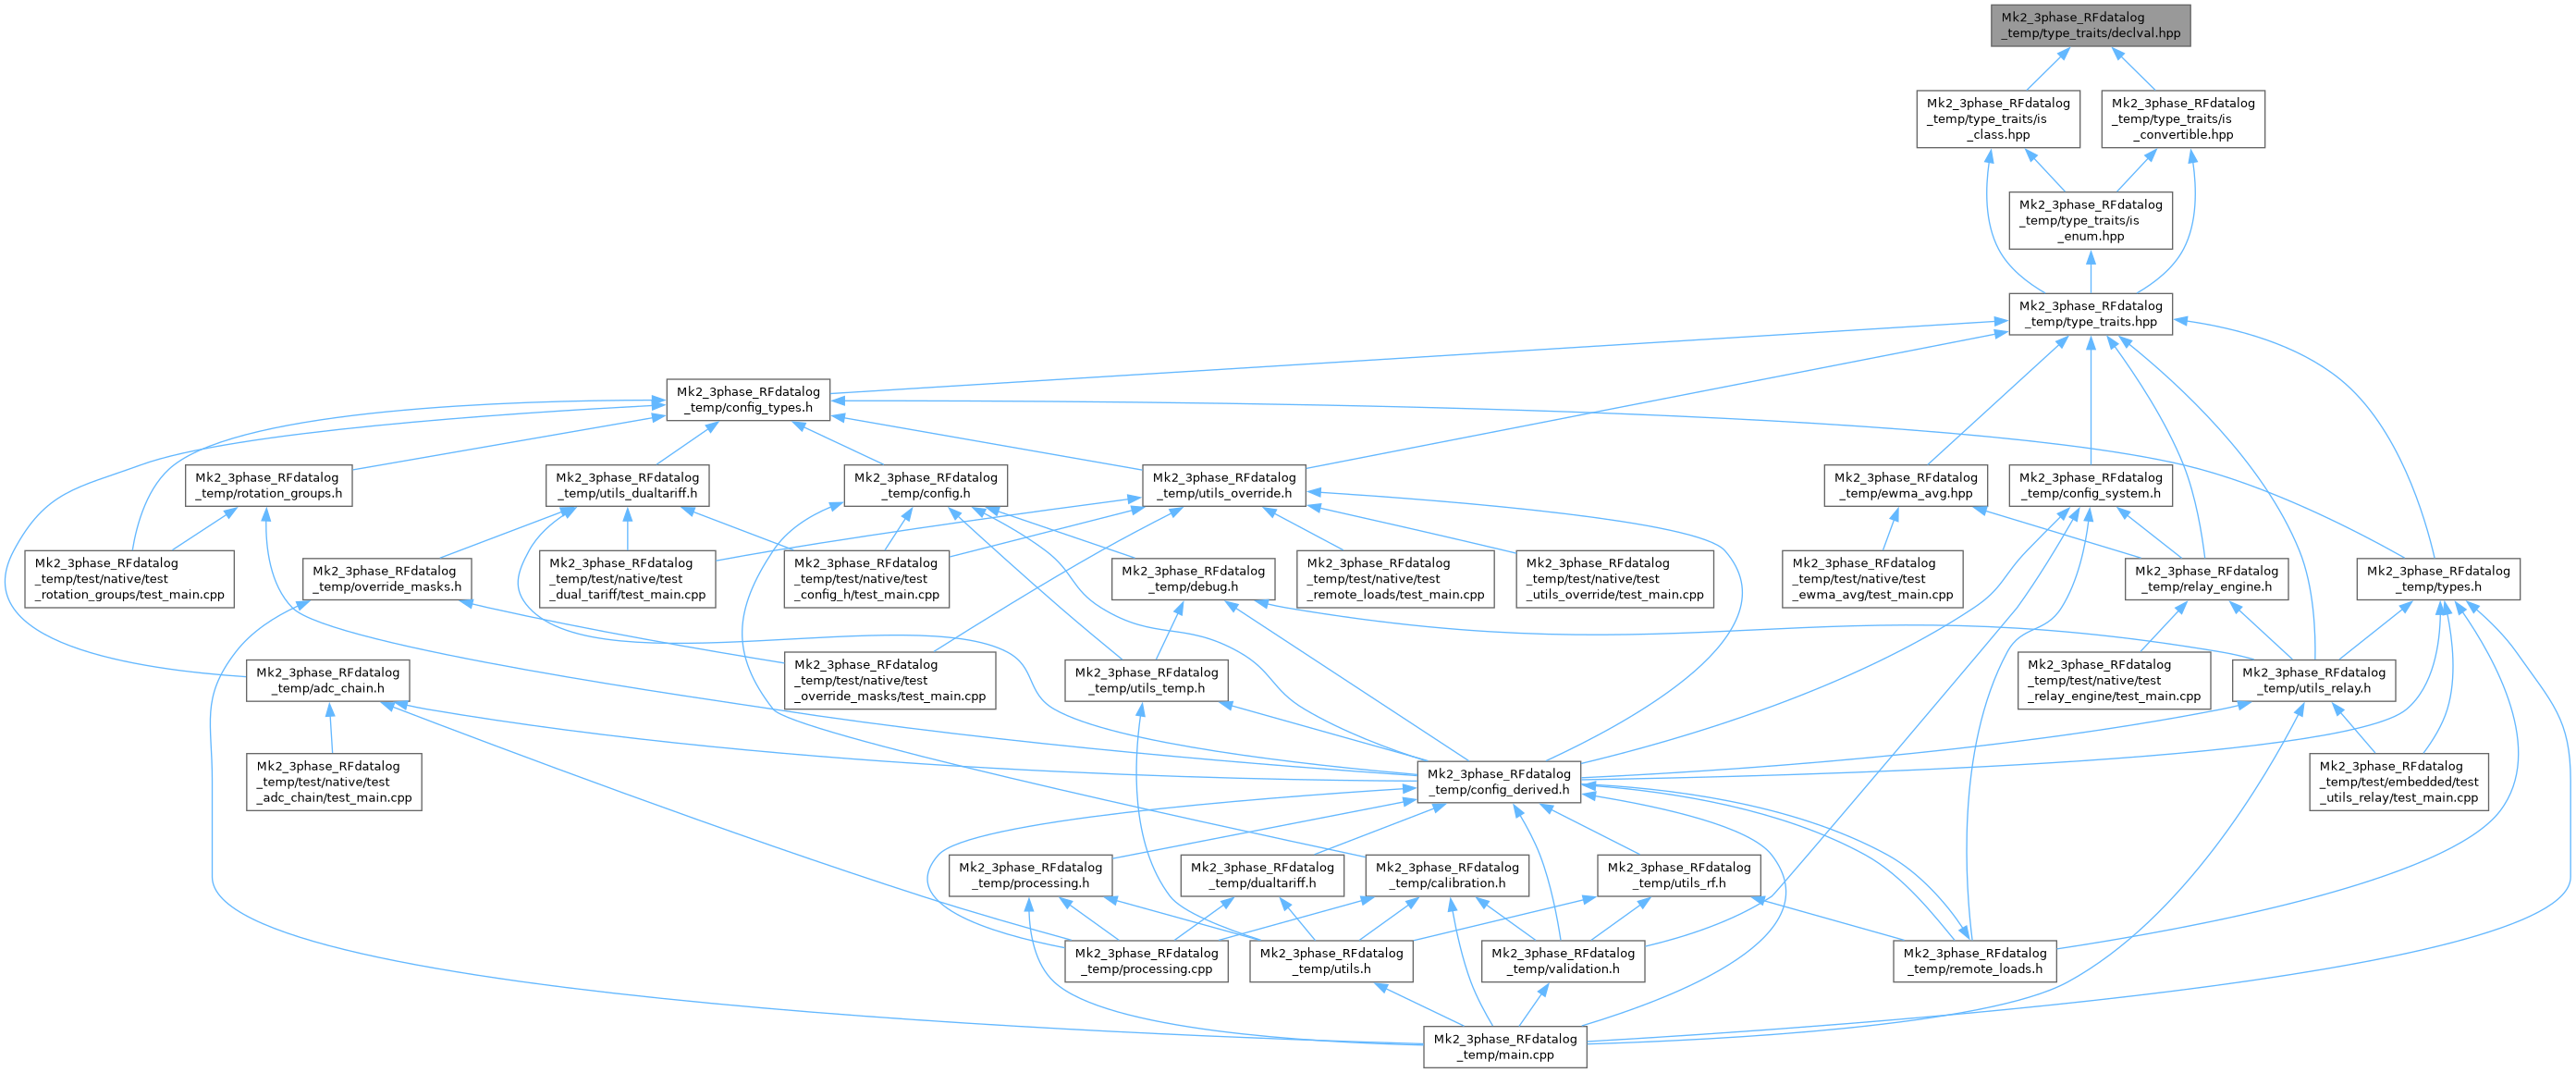 Mk2_3phase_RFdatalog
_temp/type_traits/declval.hpp
Mk2_3phase_RFdatalog
_temp/type_traits/is
_class.hpp
Mk2_3phase_RFdatalog
_temp/type_traits/is
_convertible.hpp
Mk2_3phase_RFdatalog
_temp/type_traits/is
_enum.hpp
Mk2_3phase_RFdatalog
_temp/type_traits.hpp
Mk2_3phase_RFdatalog
_temp/config_types.h
Mk2_3phase_RFdatalog
_temp/rotation_groups.h
Mk2_3phase_RFdatalog
_temp/utils_dualtariff.h
Mk2_3phase_RFdatalog
_temp/config.h
Mk2_3phase_RFdatalog
_temp/utils_override.h
Mk2_3phase_RFdatalog
_temp/ewma_avg.hpp
Mk2_3phase_RFdatalog
_temp/config_system.h
Mk2_3phase_RFdatalog
_temp/test/native/test
_rotation_groups/test_main.cpp
Mk2_3phase_RFdatalog
_temp/override_masks.h
Mk2_3phase_RFdatalog
_temp/test/native/test
_dual_tariff/test_main.cpp
Mk2_3phase_RFdatalog
_temp/test/native/test
_config_h/test_main.cpp
Mk2_3phase_RFdatalog
_temp/debug.h
Mk2_3phase_RFdatalog
_temp/test/native/test
_remote_loads/test_main.cpp
Mk2_3phase_RFdatalog
_temp/test/native/test
_utils_override/test_main.cpp
Mk2_3phase_RFdatalog
_temp/test/native/test
_ewma_avg/test_main.cpp
Mk2_3phase_RFdatalog
_temp/relay_engine.h
Mk2_3phase_RFdatalog
_temp/types.h
Mk2_3phase_RFdatalog
_temp/adc_chain.h
Mk2_3phase_RFdatalog
_temp/test/native/test
_override_masks/test_main.cpp
Mk2_3phase_RFdatalog
_temp/utils_temp.h
Mk2_3phase_RFdatalog
_temp/test/native/test
_relay_engine/test_main.cpp
Mk2_3phase_RFdatalog
_temp/utils_relay.h
Mk2_3phase_RFdatalog
_temp/test/native/test
_adc_chain/test_main.cpp
Mk2_3phase_RFdatalog
_temp/config_derived.h
Mk2_3phase_RFdatalog
_temp/test/embedded/test
_utils_relay/test_main.cpp
Mk2_3phase_RFdatalog
_temp/processing.h
Mk2_3phase_RFdatalog
_temp/dualtariff.h
Mk2_3phase_RFdatalog
_temp/calibration.h
Mk2_3phase_RFdatalog
_temp/utils_rf.h
Mk2_3phase_RFdatalog
_temp/processing.cpp
Mk2_3phase_RFdatalog
_temp/utils.h
Mk2_3phase_RFdatalog
_temp/validation.h
Mk2_3phase_RFdatalog
_temp/remote_loads.h
Mk2_3phase_RFdatalog
_temp/main.cpp